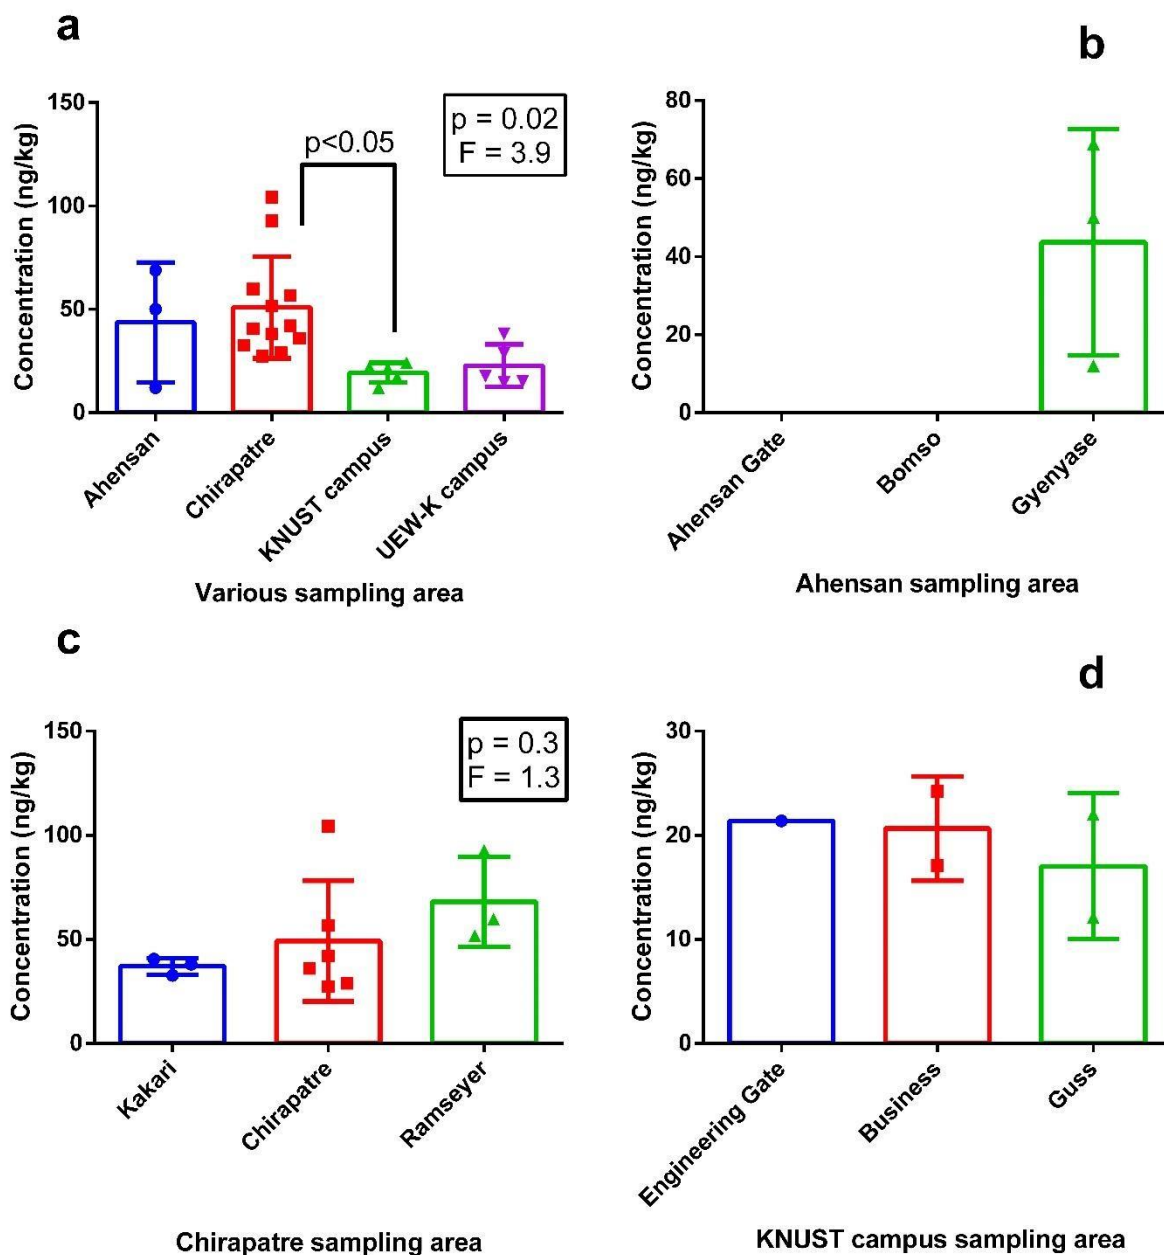 a
p = 0.02
F = 3.9
p<0.05
Concentration (ng/kg)
150
100
50
0
Ahensan
Chirapatre
KNUST campus
UEW-K campus
Various sampling area
b
Concentration (ng/kg)
80
60
40
20
0
Ahensan Gate
Bomso
Gyenyase
Ahensan sampling area
c
p = 0.3
F = 1.3
Concentration (ng/kg)
150
100
50
0
Kakari
Chirapatre
Ramseyer
Chirapatre sampling area
d
Concentration (ng/kg)
30
20
10
0
Engineering Gate
Business
Guss
KNUST campus sampling area